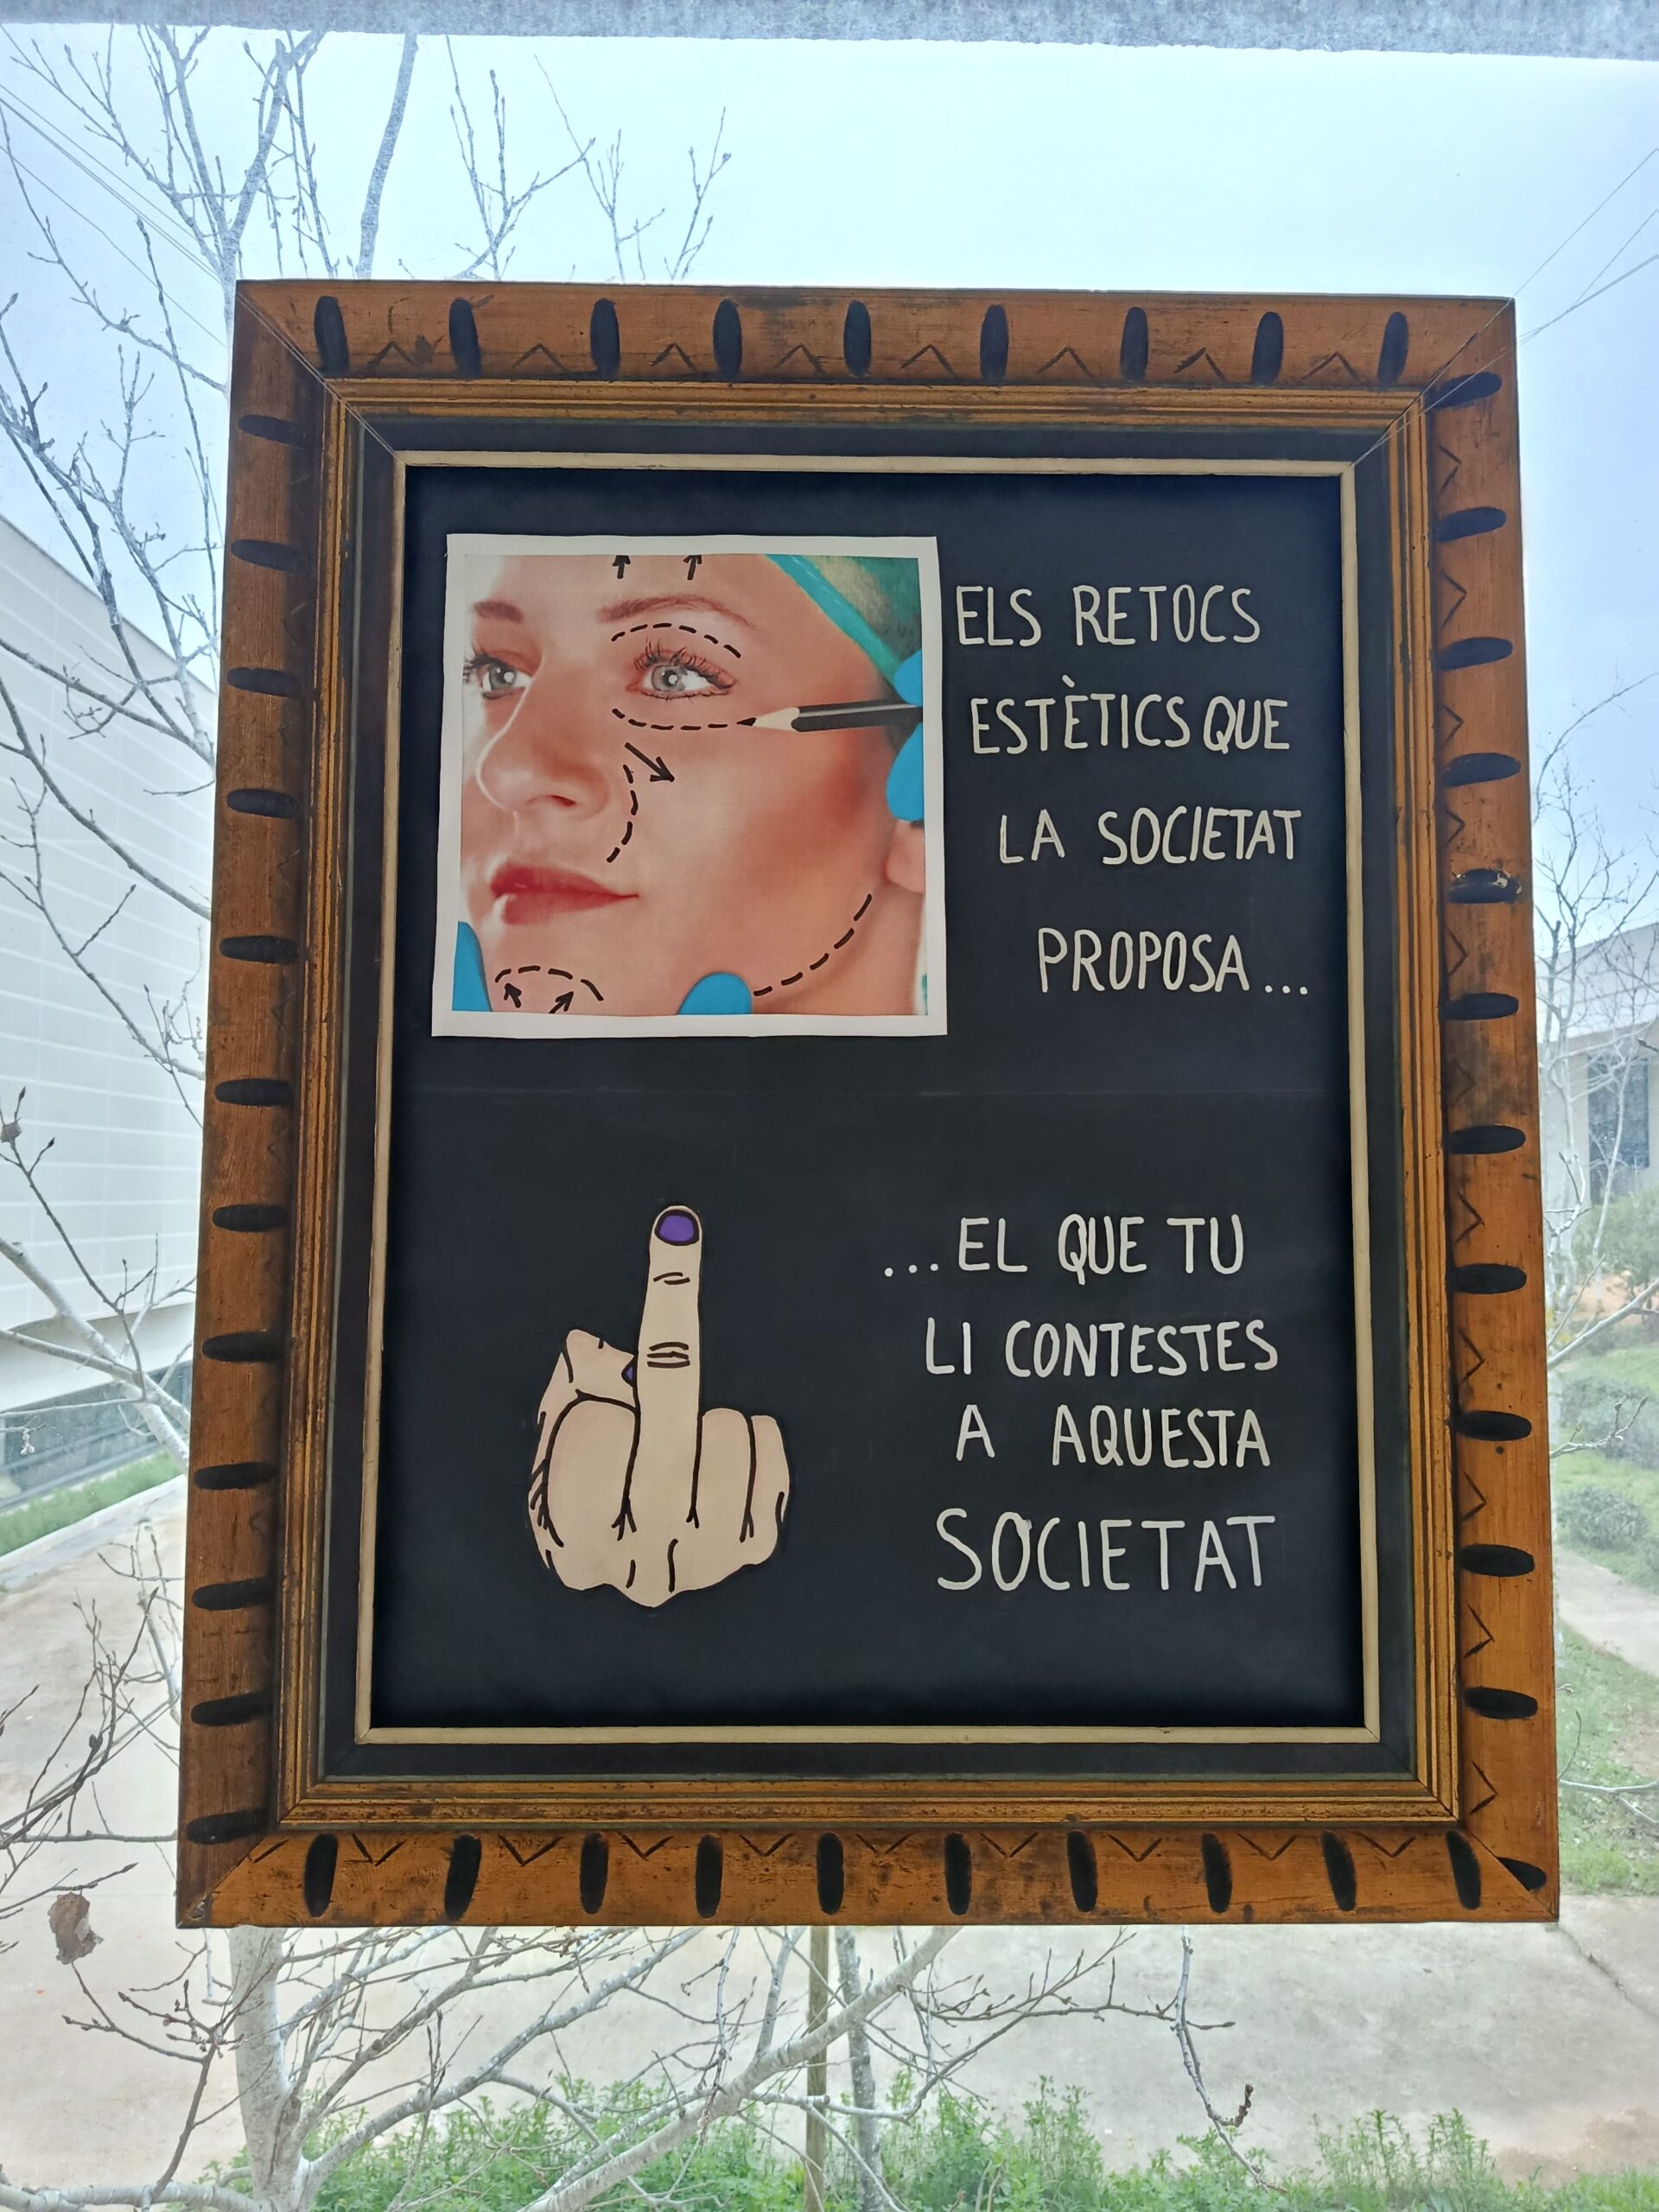 ELS RETOCS
ESTÈTICS QUE
LA SOCIETAT
PROPOSA...
...EL QUE TU
LI CONTESTES
A AQUESTA
SOCIETAT